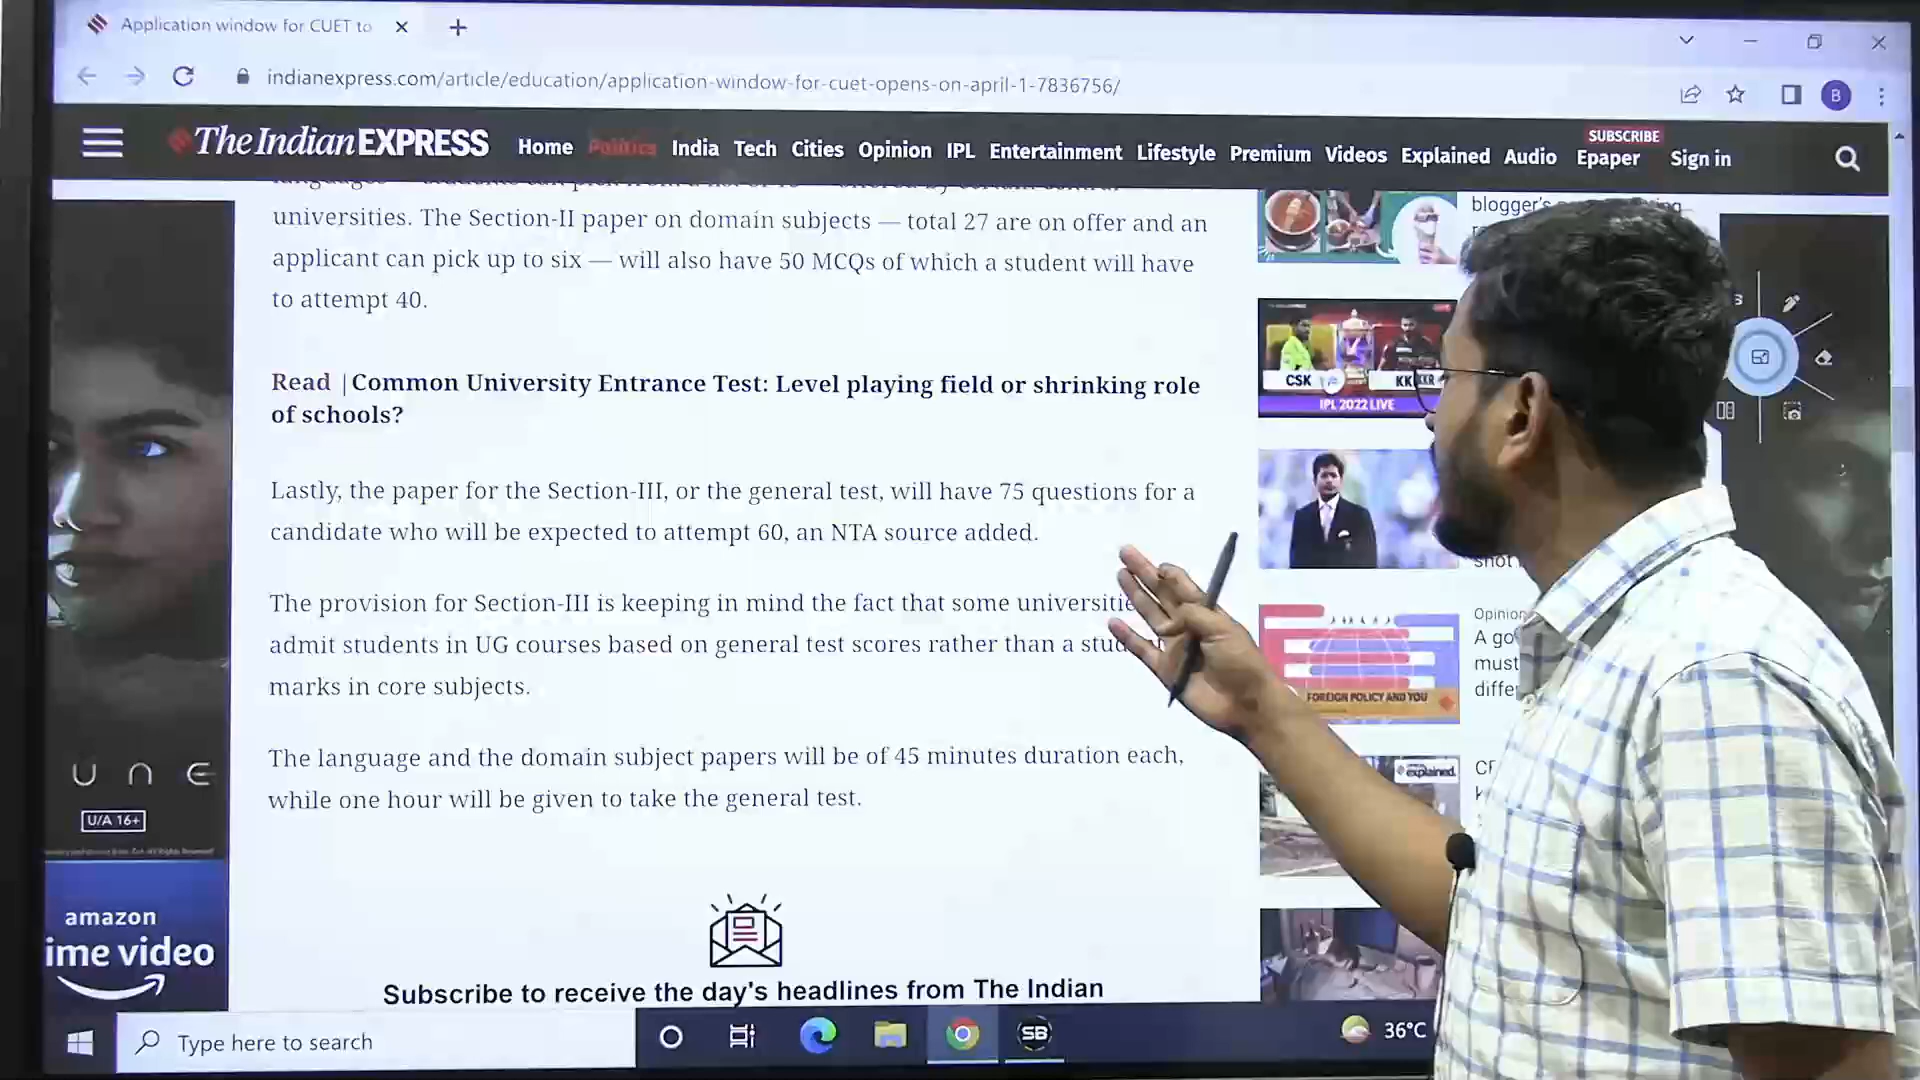 Application window for CUET to
indianexpress.com/article/education/application-window-for-cuet-opens-on-april-1-7836756/
B
The Indian EXPRESS
Home Politics India Tech Cities Opinion IPL Entertainment Lifestyle Premium Videos Explained Audio Epaper Sign in
SUBSCRIBE
universities. The Section-II paper on domain subjects — total 27 are on offer and an
applicant can pick up to six — will also have 50 MCQs of which a student will have
to attempt 40.
Read |Common University Entrance Test: Level playing field or shrinking role
of schools?
Lastly, the paper for the Section-III, or the general test, will have 75 questions for a
candidate who will be expected to attempt 60, an NTA source added.
The provision for Section-III is keeping in mind the fact that some
admit students in UG courses based on general test scores rather than a
marks in core subjects.
The language and the domain subject papers will be of 45 minutes duration each,
while one hour will be given to take the general test.
Subscribe to receive the day's headlines from The Indian
blogger's
CSK
KKR
IPL 2022 LIVE
Opinion
A
must
FOREIGN POLICY AND YOU
explained.
U N E
U/A 16+
amazon
ime video
Type here to search
SB
36°C